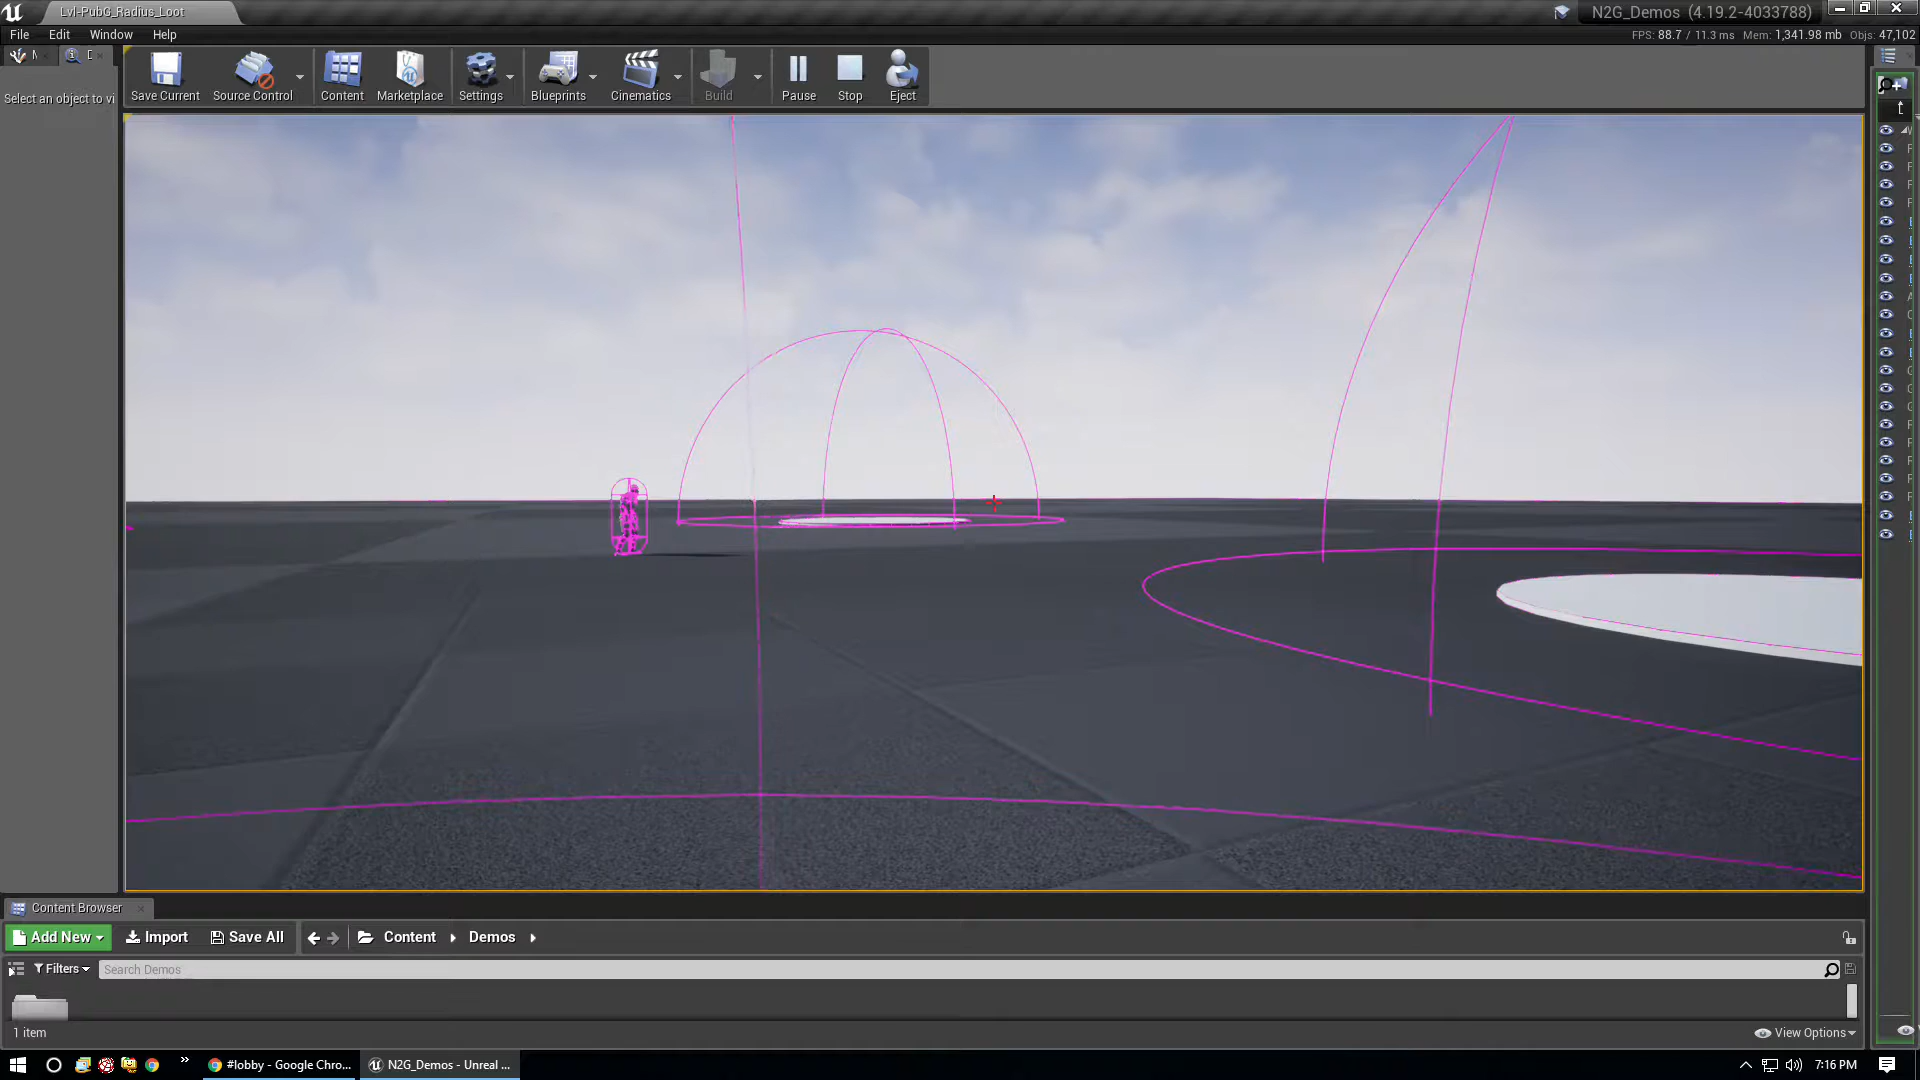 Lvl-PubG_Radius_Loot
N2G_Demos (4.19.2-4033788)
File Edit Window Help
FPS: 88.7 / 11.3 ms Mem: 1,341.98 mb Objs: 47,102
Select an object to vi
Save Current Source Control Content Marketplace Settings Blueprints Cinematics Build Pause Stop Eject
Content Browser
Add New Import Save All Content Demos
Filters Search Demos
1 item View Options
#lobby - Google Chro... N2G_Demos - Unreal ... 7:16 PM